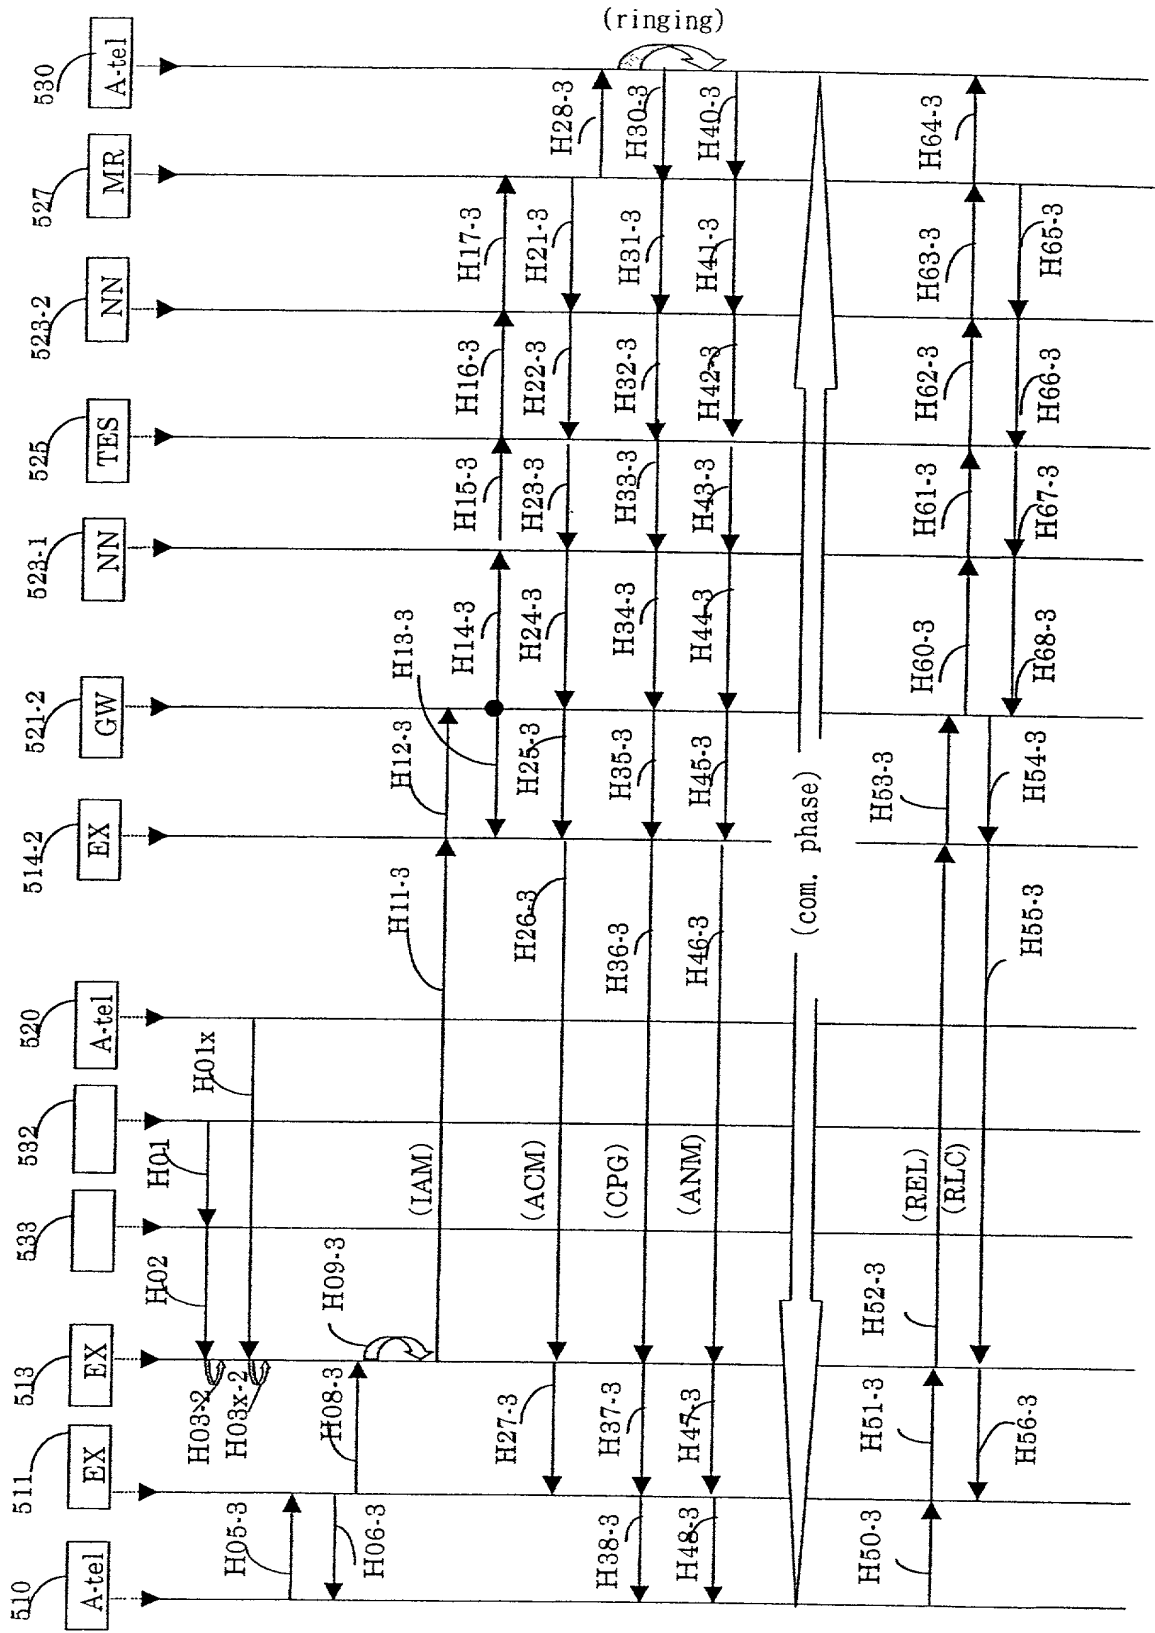 510
A-tel
511
EX
513
EX
533
532
520
A-tel
514-2
EX
521-2
GW
523-1
NN
525
TES
523-2
NN
527
MR
530
A-tel
H01
H02
H01x
H03-2
H03x-2
H05-3
H06-3
H08-3
H09-3
(IAM)
H11-3
H12-3
H13-3
H14-3
H15-3
H16-3
H17-3
(ACM)
H21-3
H22-3
H23-3
H24-3
H25-3
H26-3
H27-3
H28-3
(ringing)
(CPG)
H30-3
H31-3
H32-3
H33-3
H34-3
H35-3
H36-3
H37-3
H38-3
(ANM)
H40-3
H41-3
H42-3
H43-3
H44-3
H45-3
H46-3
H47-3
H48-3
(com. phase)
(REL)
H50-3
H51-3
H52-3
H53-3
(RLC)
H54-3
H55-3
H56-3
H60-3
H61-3
H62-3
H63-3
H64-3
H65-3
H66-3
H67-3
H68-3